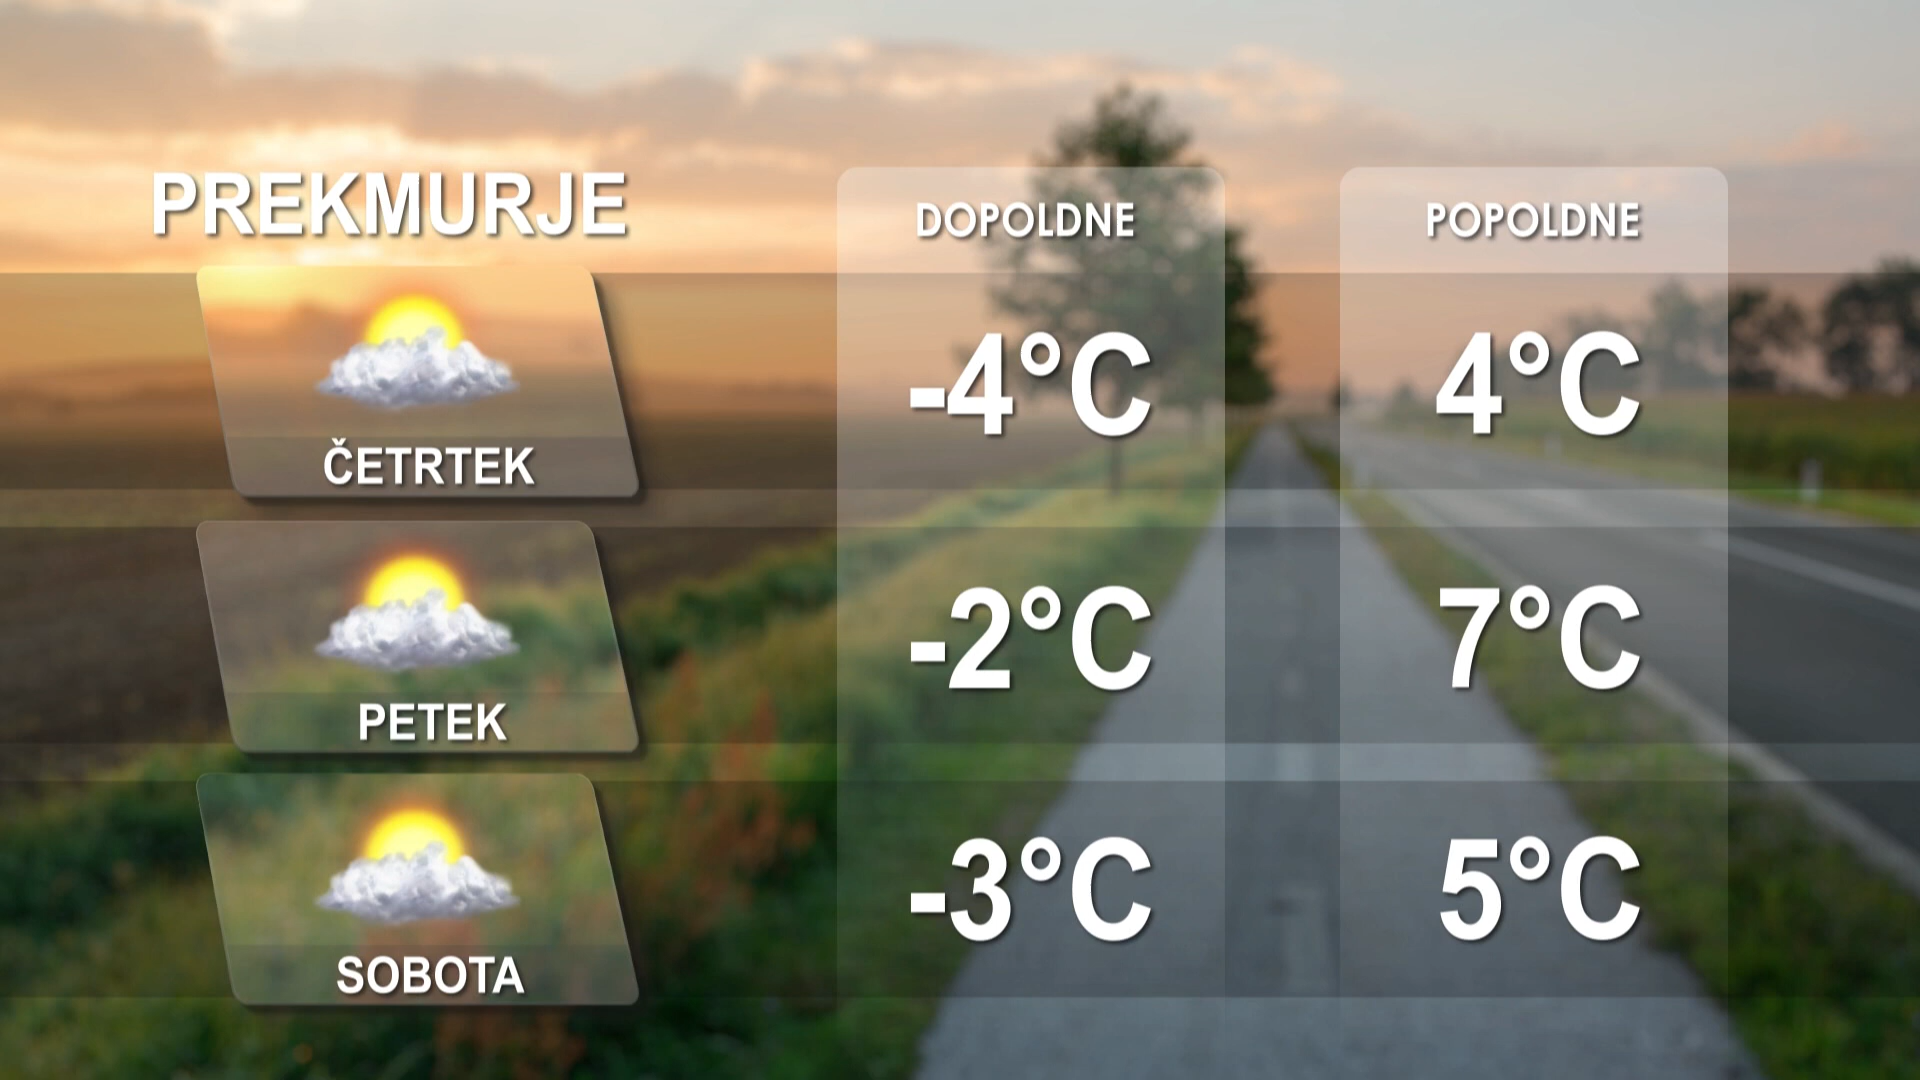 PREKMURJE
DOPOLDNE
POPOLDNE
ČETRTEK
-4°C
4°C
PETEK
-2°C
7°C
SOBOTA
-3°C
5°C